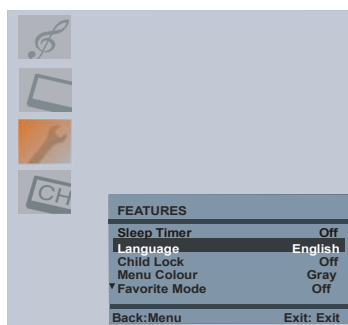 CH
FEATURES
Sleep Timer Off
Language English
Child Lock Off
Menu Colour Gray
Favorite Mode Off
Back:Menu Exit: Exit